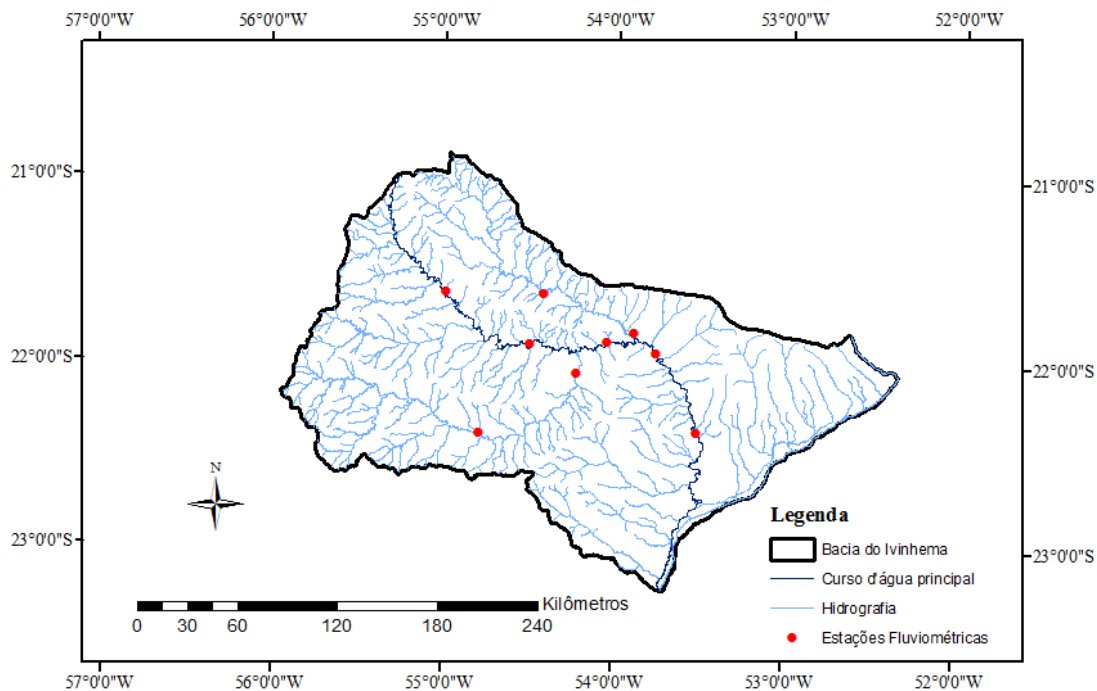 57°0'0"W 56°0'0"W 55°0'0"W 54°0'0"W 53°0'0"W 52°0'0"W
21°0'0"S 21°0'0"S
22°0'0"S 22°0'0"S
23°0'0"S 23°0'0"S
N
Legenda
Bacia do Ivinhema
Curso d'água principal
Hidrografia
Estações Fluviométricas
Kilômetros
0 30 60 120 180 240
57°0'0"W 56°0'0"W 55°0'0"W 54°0'0"W 53°0'0"W 52°0'0"W